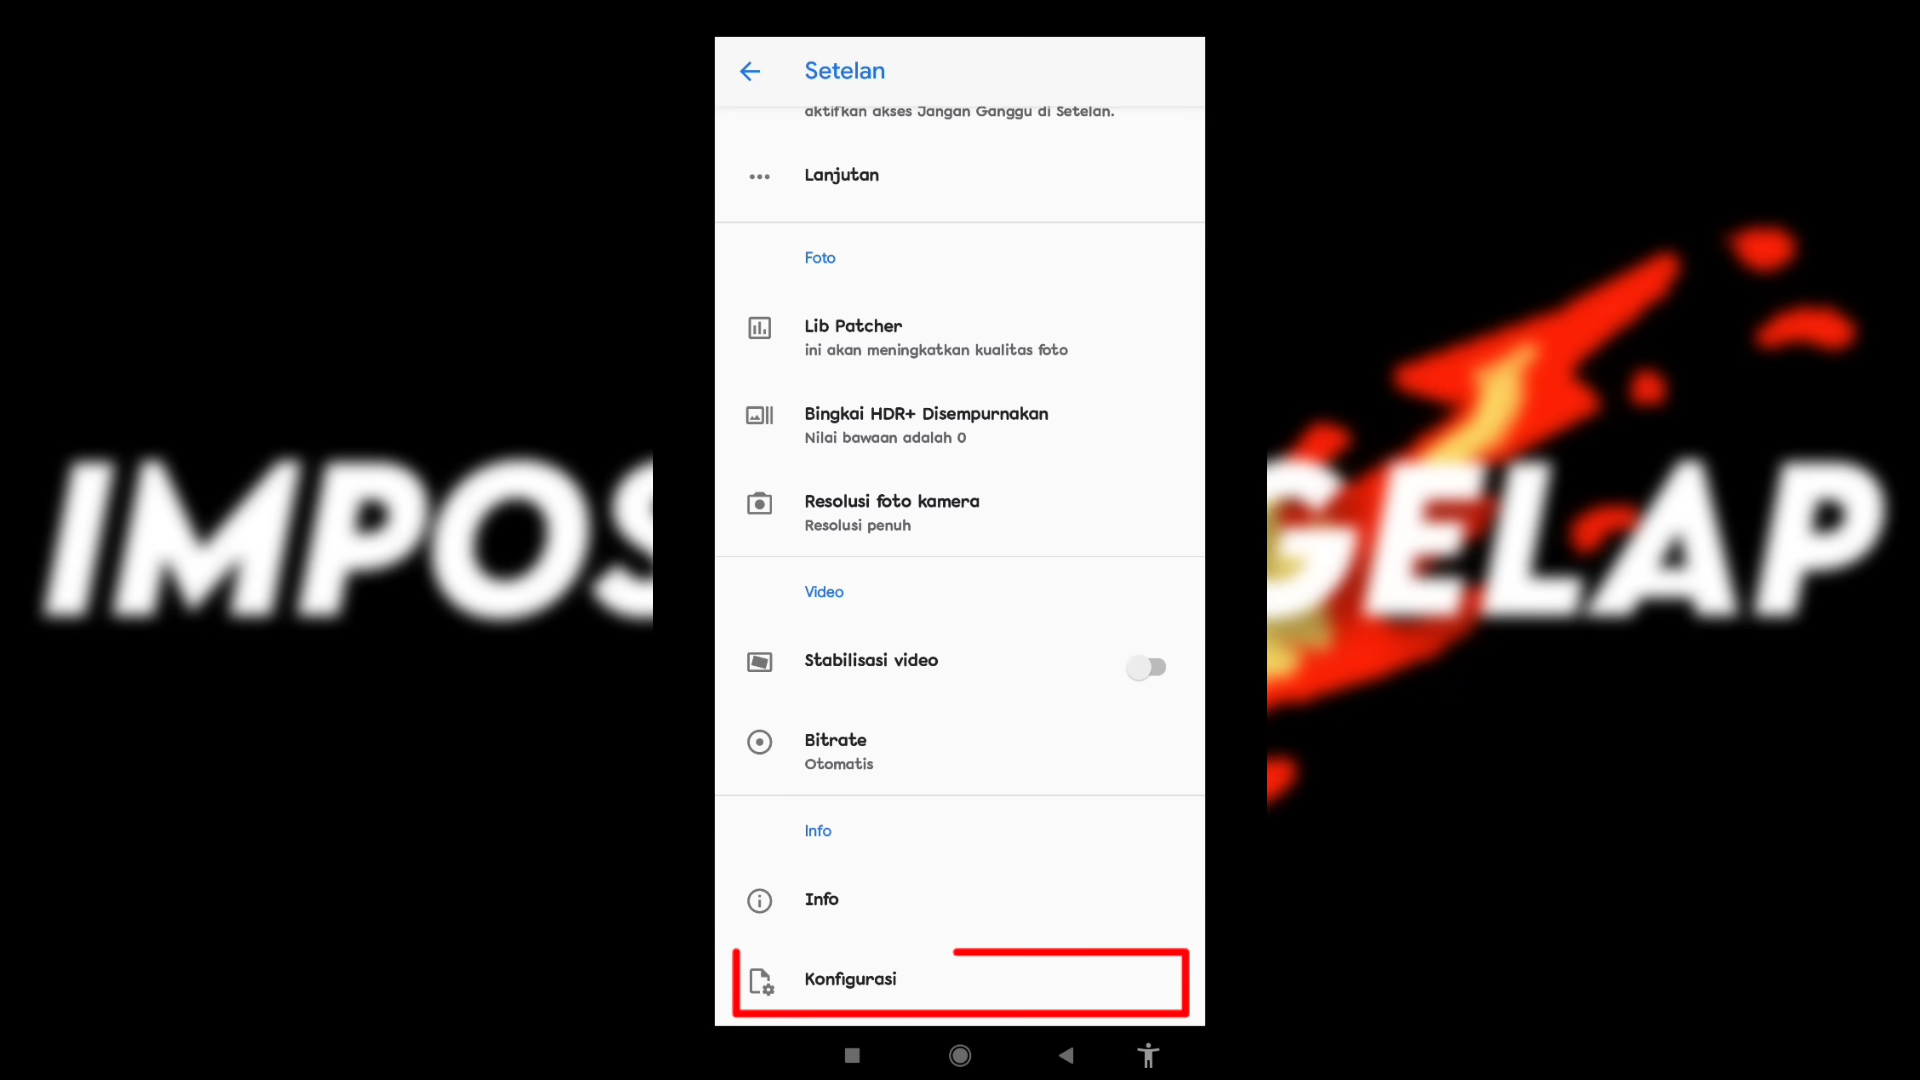 Setelan
aktifkan akses Jangan Ganggu di Setelan.
Lanjutan
Foto
Lib Patcher
ini akan meningkatkan kualitas foto
Bingkai HDR+ Disempurnakan
Nilai bawaan adalah 0
Resolusi foto kamera
Resolusi penuh
IMPOS
GELAP
Video
Stabilisasi video
Bitrate
Otomatis
Info
Info
Konfigurasi